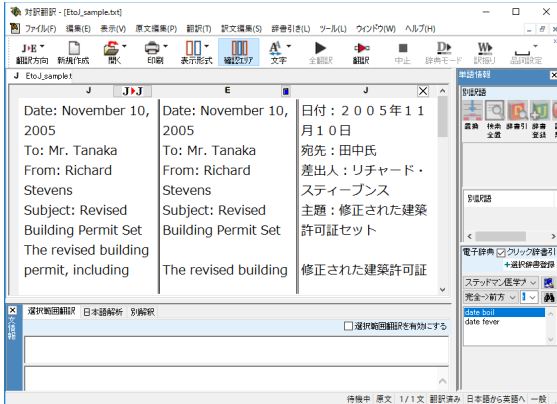 対訳翻訳 - [EtoJ_sample.txt]
ファイル(F) 編集(E) 表示(V) 原文編集(P) 翻訳(T) 訳文編集(S) 辞書引き(L) ツール(J) ウィンドウ(W) ヘルプ(H)
J▸E
翻訳方向 新規作成 開く 印刷 表示形式 確認エリア 文字 全翻訳 翻訳 中止 辞書モード 訳振り 品詞設定
J EtoJ_sample.t
J J▸J E J
Date: November 10, Date: November 10, 日付：２００５年１１
2005 2005 月１０日
To: Mr. Tanaka To: Mr. Tanaka 宛先：田中氏
From: Richard From: Richard 差出人：リチャード・
Stevens Stevens スティーブンス
Subject: Revised Subject: Revised 主題：修正された建築
Building Permit Set Building Permit Set 許可証セット
The revised building
permit, including The revised building 修正された建築許可証
単語情報
別訳語
置換 検索全置 辞書引 辞書登録
別訳語
電子辞典 クリック辞書引
+選択辞書登録
ステッドマン医学
完全->前方 1
date boil
date fever
文情報
選択範囲翻訳 日本語解析 別解釈
選択範囲翻訳を有効にする
待機中 原文 1/1文 翻訳済み 日本語から英語へ 一般